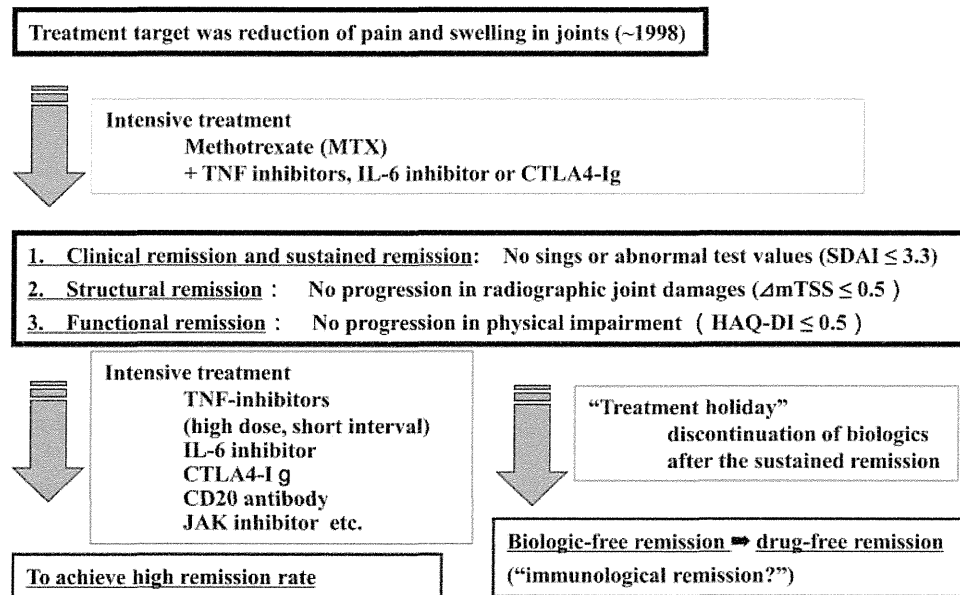 Treatment target was reduction of pain and swelling in joints (~1998)
Intensive treatment
Methotrexate (MTX)
+ TNF inhibitors, IL-6 inhibitor or CTLA4-Ig
1. Clinical remission and sustained remission: No sings or abnormal test values (SDAI ≤ 3.3)
2. Structural remission : No progression in radiographic joint damages (⊿mTSS ≤ 0.5 )
3. Functional remission : No progression in physical impairment ( HAQ-DI ≤ 0.5 )
Intensive treatment
TNF-inhibitors
(high dose, short interval)
IL-6 inhibitor
CTLA4-Ig
CD20 antibody
JAK inhibitor etc.
To achieve high remission rate
“Treatment holiday”
discontinuation of biologics
after the sustained remission
Biologic-free remission ➡ drug-free remission
(“immunological remission?”)